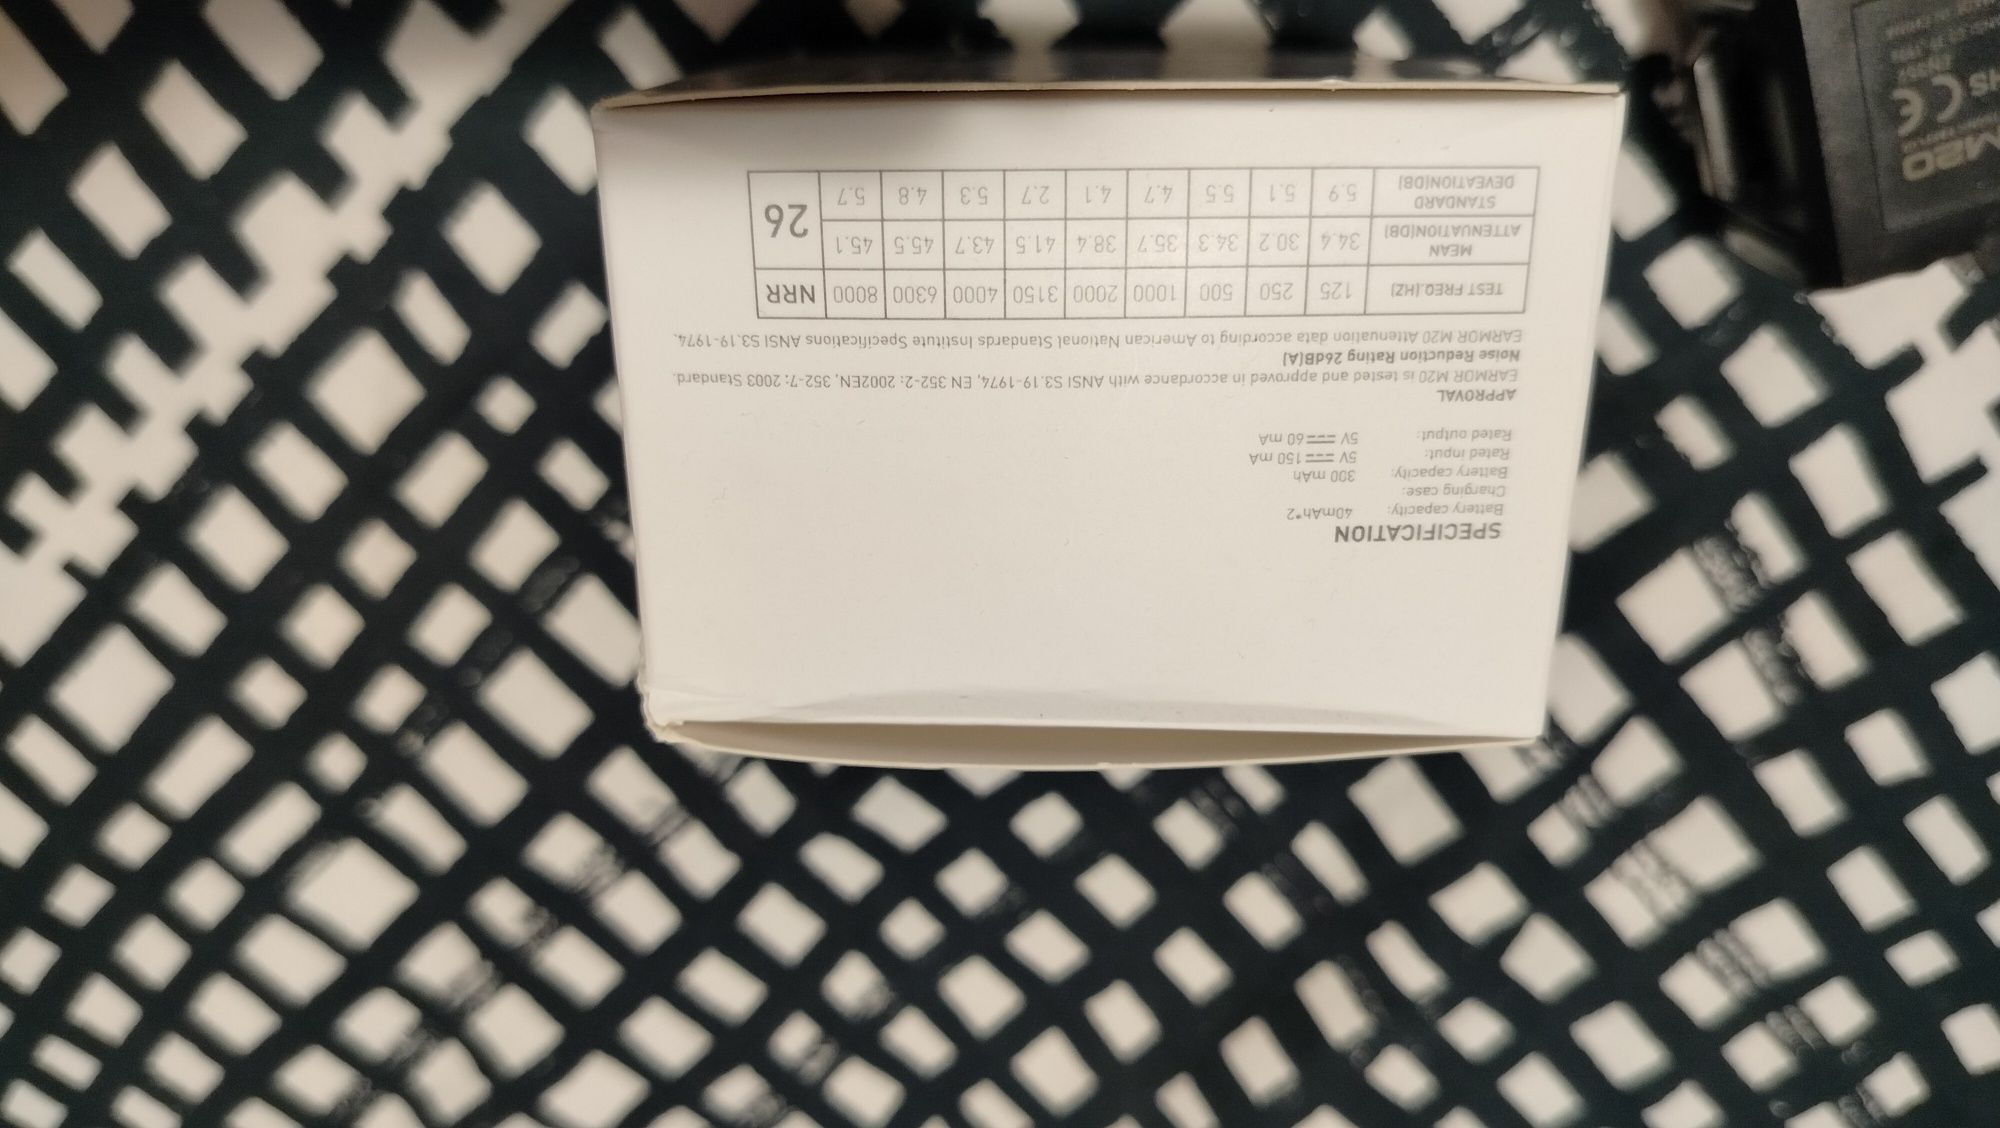 SPECIFICATION
Battery capacity: 40mAh*2
Charging case:
Battery capacity: 300 mAh
Rated input: 5V 150 mA
Rated output: 5V 60 mA
APPROVAL
EARMOR M20 is tested and approved in accordance with ANSI S3.19-1974, EN 352-2: 2002EN, 352-7: 2003 Standard.
Noise Reduction Rating 26dB(A)
EARMOR M20 Attenuation data according to American National Standards Institute Specifications ANSI S3.19-1974.
TEST FREQ.(HZ) 125 250 500 1000 2000 3150 4000 6300 8000 NRR
MEAN ATTENUATION(DB) 34.4 30.2 34.3 35.7 38.4 41.5 43.7 45.5 45.1 26
STANDARD DEVEATION(DB) 5.9 5.1 5.5 4.7 4.1 2.7 5.3 4.8 5.7
M20
CE